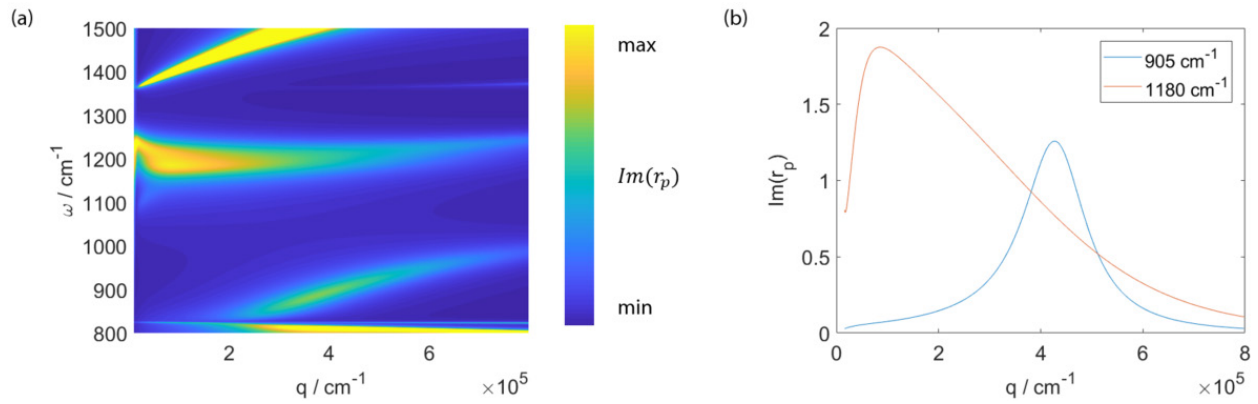 (a)
1500
1400
1300
1200
1100
1000
900
800
ω / cm-1
2
4
6
q / cm-1
×10^5
max
Im(rp)
min
(b)
2
1.5
1
0.5
0
Im(rp)
905 cm-1
1180 cm-1
0
2
4
6
8
q / cm-1
×10^5